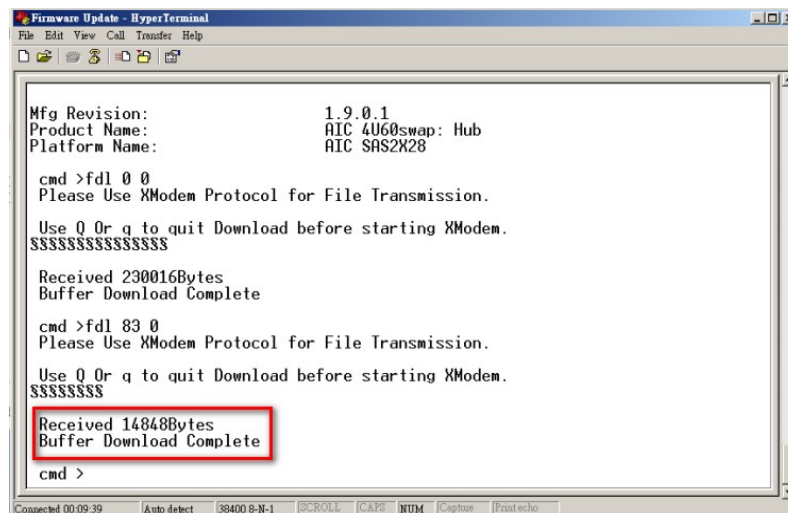 Firmware Update - HyperTerminal
File Edit View Call Transfer Help
Mfg Revision: 1.9.0.1
Product Name: AIC 4U60swap: Hub
Platform Name: AIC SAS2X28
cmd >fdl 0 0
Please Use XModem Protocol for File Transmission.
Use Q Or q to quit Download before starting XModem.
§§§§§§§§§§§§§§§
Received 230016Bytes
Buffer Download Complete
cmd >fdl 83 0
Please Use XModem Protocol for File Transmission.
Use Q Or q to quit Download before starting XModem.
§§§§§§§§
Received 14848Bytes
Buffer Download Complete
cmd >
Connected 00:09:39 Auto detect 38400 8-N-1 SCROLL CAPS NUM Capture Print echo